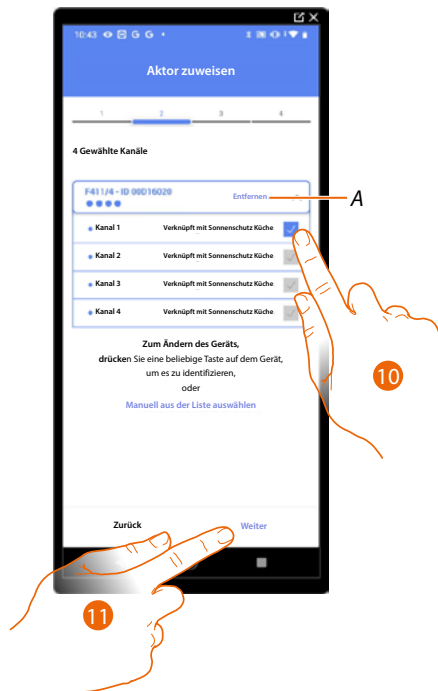 10:43 G G
Aktor zuweisen
1 2 3 4
4 Gewählte Kanäle
F411/4 - ID 00D16020
Entfernen
A
Kanal 1 Verknüpft mit Sonnenschutz Küche
Kanal 2 Verknüpft mit Sonnenschutz Küche
Kanal 3 Verknüpft mit Sonnenschutz Küche
Kanal 4 Verknüpft mit Sonnenschutz Küche
Zum Ändern des Geräts,
drücken Sie eine beliebige Taste auf dem Gerät,
um es zu identifizieren,
oder
Manuell aus der Liste auswählen
10
Zurück Weiter
11